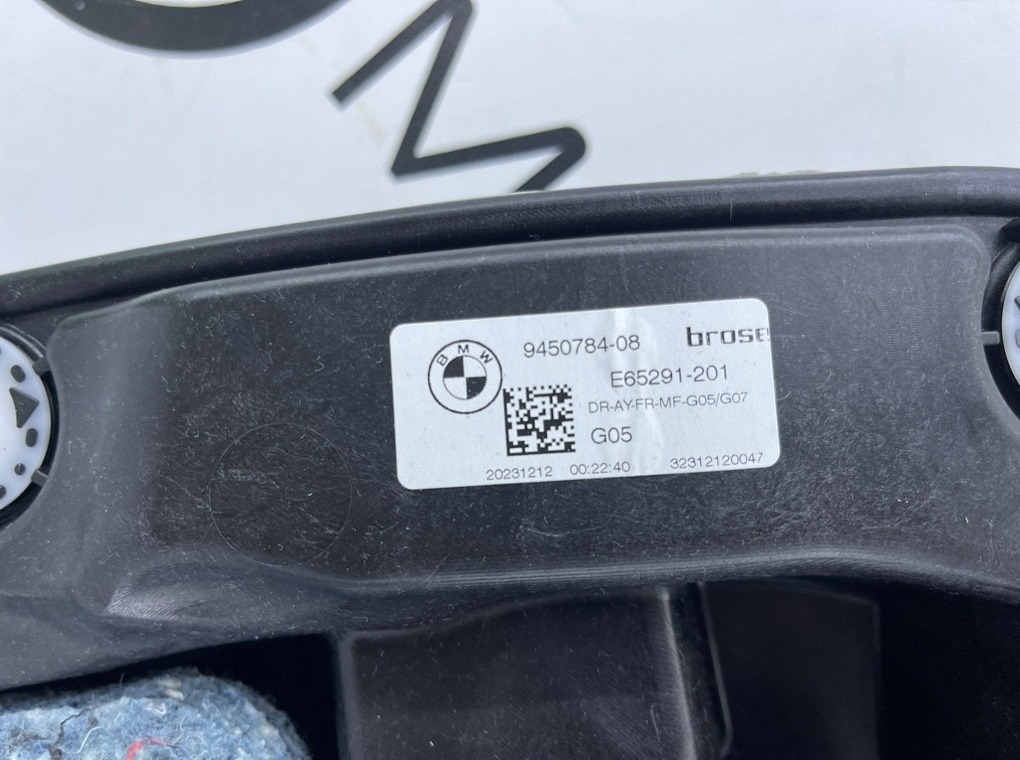 BMW
9450784-08 brose
E65291-201
DR-AY-FR-MF-G05/G07
G05
20231212 00:22:40 32312120047